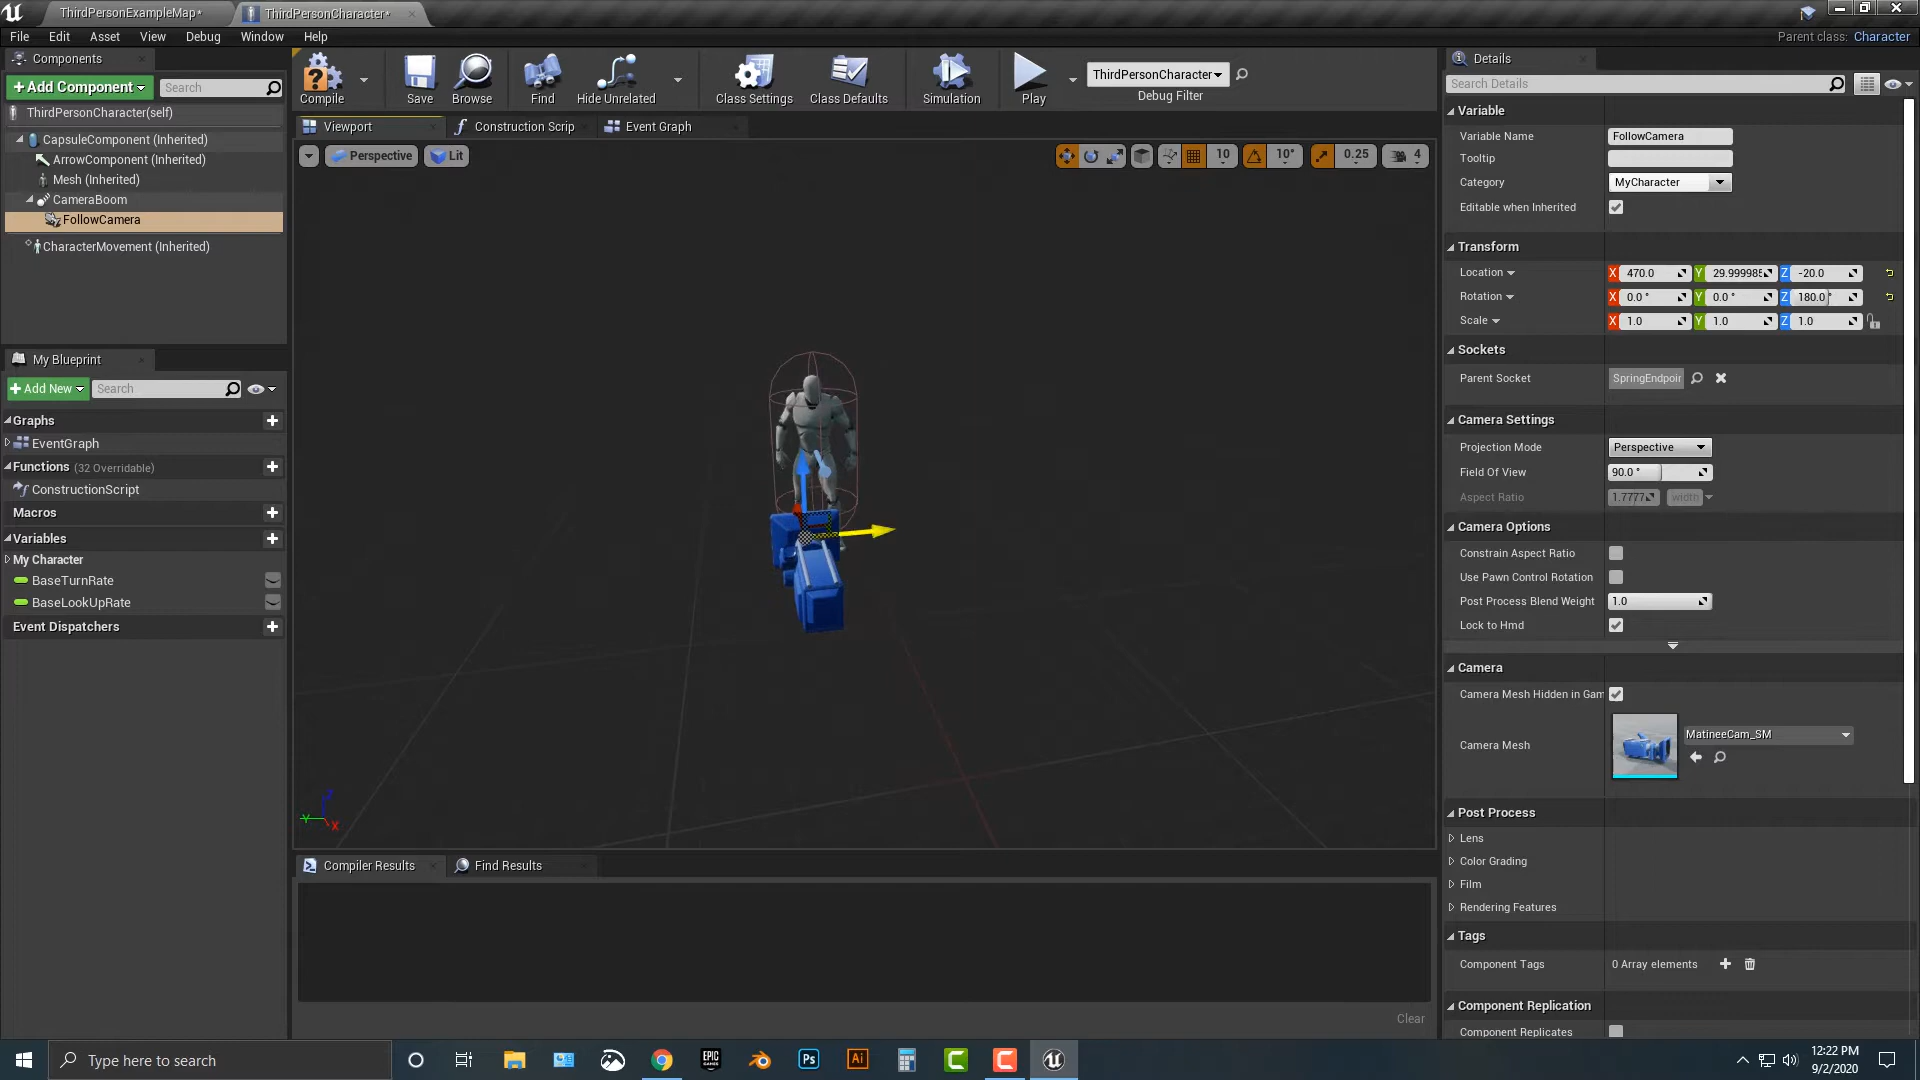 ThirdPersonExampleMap*
ThirdPersonCharacter*
File Edit Asset View Debug Window Help
Parent class: Character
Components
+ Add Component
Search
ThirdPersonCharacter(self)
CapsuleComponent (Inherited)
ArrowComponent (Inherited)
Mesh (Inherited)
CameraBoom
FollowCamera
CharacterMovement (Inherited)
My Blueprint
+ Add New
Search
Graphs
EventGraph
Functions (32 Overridable)
ConstructionScript
Macros
Variables
My Character
BaseTurnRate
BaseLookUpRate
Event Dispatchers
Compile
Save
Browse
Find
Hide Unrelated
Class Settings
Class Defaults
Simulation
Play
ThirdPersonCharacter
Debug Filter
Viewport
Construction Scrip
Event Graph
Perspective
Lit
10
10°
0.25
4
Z
Y
X
Compiler Results
Find Results
Clear
Details
Search Details
Variable
Variable Name FollowCamera
Tooltip
Category MyCharacter
Editable when Inherited
Transform
Location X 470.0 Y 29.999985 Z -20.0
Rotation X 0.0 ° Y 0.0 ° Z 180.0 °
Scale X 1.0 Y 1.0 Z 1.0
Sockets
Parent Socket SpringEndpoir
Camera Settings
Projection Mode Perspective
Field Of View 90.0 °
Aspect Ratio 1.7777 width
Camera Options
Constrain Aspect Ratio
Use Pawn Control Rotation
Post Process Blend Weight 1.0
Lock to Hmd
Camera
Camera Mesh Hidden in Gam
Camera Mesh
MatineeCam_SM
Post Process
Lens
Color Grading
Film
Rendering Features
Tags
Component Tags 0 Array elements
Component Replication
Component Replicates
Type here to search
EPIC GAMES
Ps
Ai
12:22 PM
9/2/2020